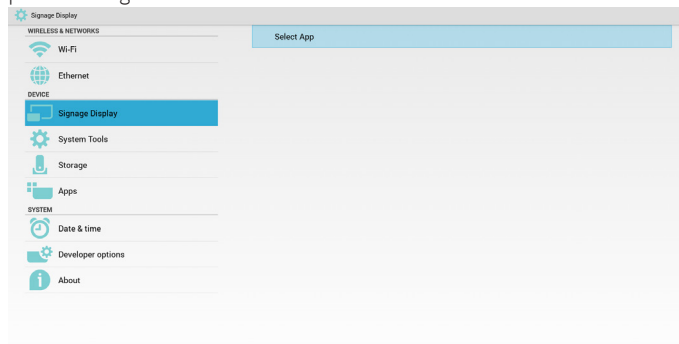 Signage Display
WIRELESS & NETWORKS
Wi-Fi
Ethernet
DEVICE
Signage Display
System Tools
Storage
Apps
SYSTEM
Date & time
Developer options
About
Select App